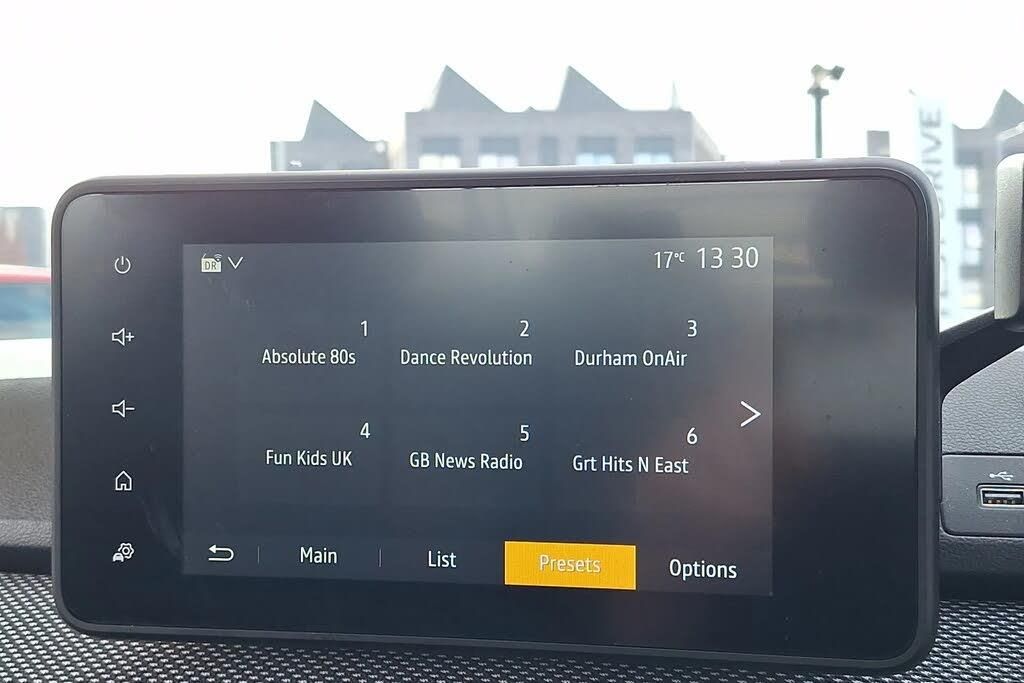 DR
17°C 13 30
1 2 3
Absolute 80s Dance Revolution Durham OnAir
4 5 6
Fun Kids UK GB News Radio Grt Hits N East
Main List Presets Options
DRIVE